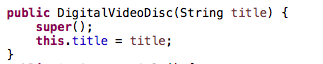 public DigitalVideoDisc(String title) {
    super();
    this.title = title;
}